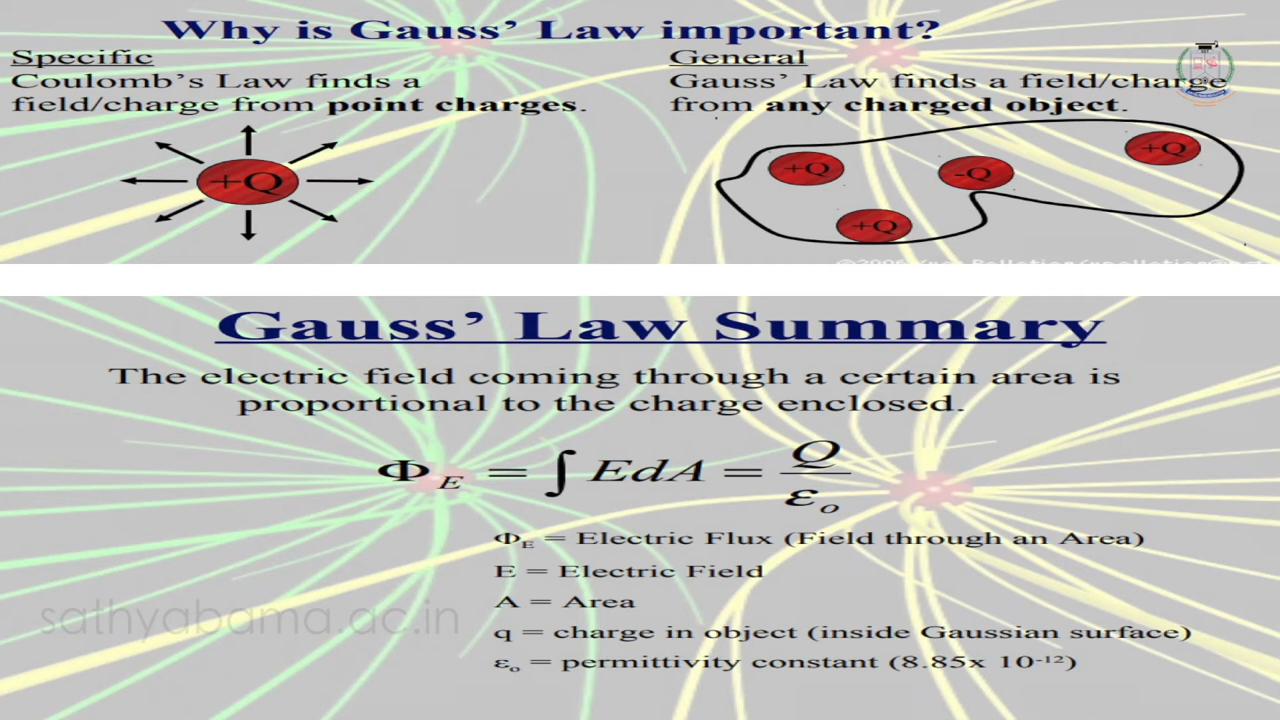 Why is Gauss’ Law important?
Specific
Coulomb’s Law finds a
field/charge from point charges.
General
Gauss’ Law finds a field/charge
from any charged object.
+Q
+Q
-Q
+Q
+Q
Gauss’ Law Summary
The electric field coming through a certain area is
proportional to the charge enclosed.
Φ_E = ∫ EdA = Q/ε_o
Φ_E = Electric Flux (Field through an Area)
E = Electric Field
A = Area
q = charge in object (inside Gaussian surface)
ε_o = permittivity constant (8.85x 10⁻¹²)
sathyabama.ac.in